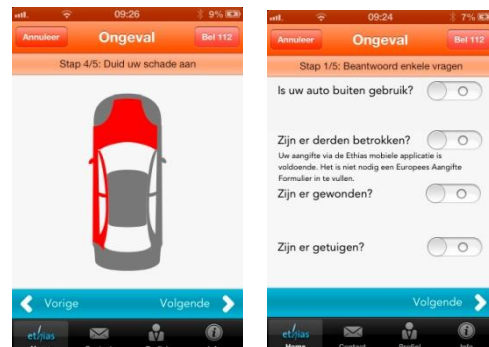 09:26
9%
Annuleer
Ongeval
Bel 112
Stap 4/5: Duid uw schade aan
Vorige
Volgende
ethias
09:24
7%
Annuleer
Ongeval
Bel 112
Stap 1/5: Beantwoord enkele vragen
Is uw auto buiten gebruik?
Zijn er derden betrokken?
Uw aangifte via de Ethias mobiele applicatie is
voldoende. Het is niet nodig een Europees Aangifte
Formulier in te vullen.
Zijn er gewonden?
Zijn er getuigen?
Volgende
ethias
Home
Contact
Profiel
Info